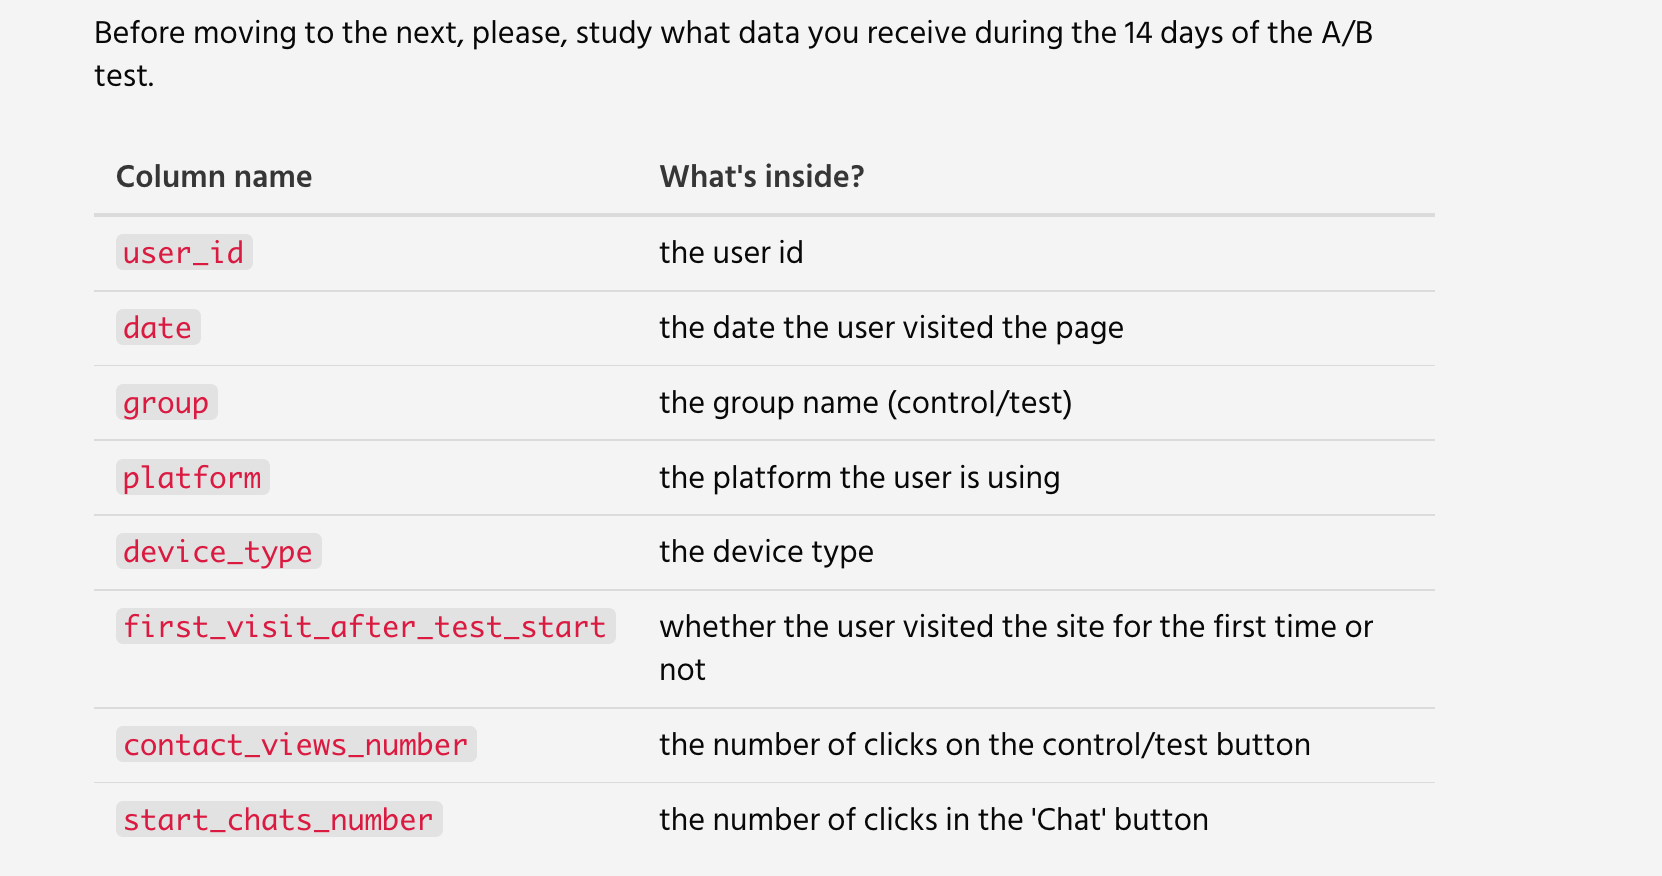 Before moving to the next, please, study what data you receive during the 14 days of the A/B
test.
Column name What's inside?
user_id the user id
date the date the user visited the page
group the group name (control/test)
platform the platform the user is using
device_type the device type
first_visit_after_test_start whether the user visited the site for the first time or
not
contact_views_number the number of clicks on the control/test button
start_chats_number the number of clicks in the 'Chat' button